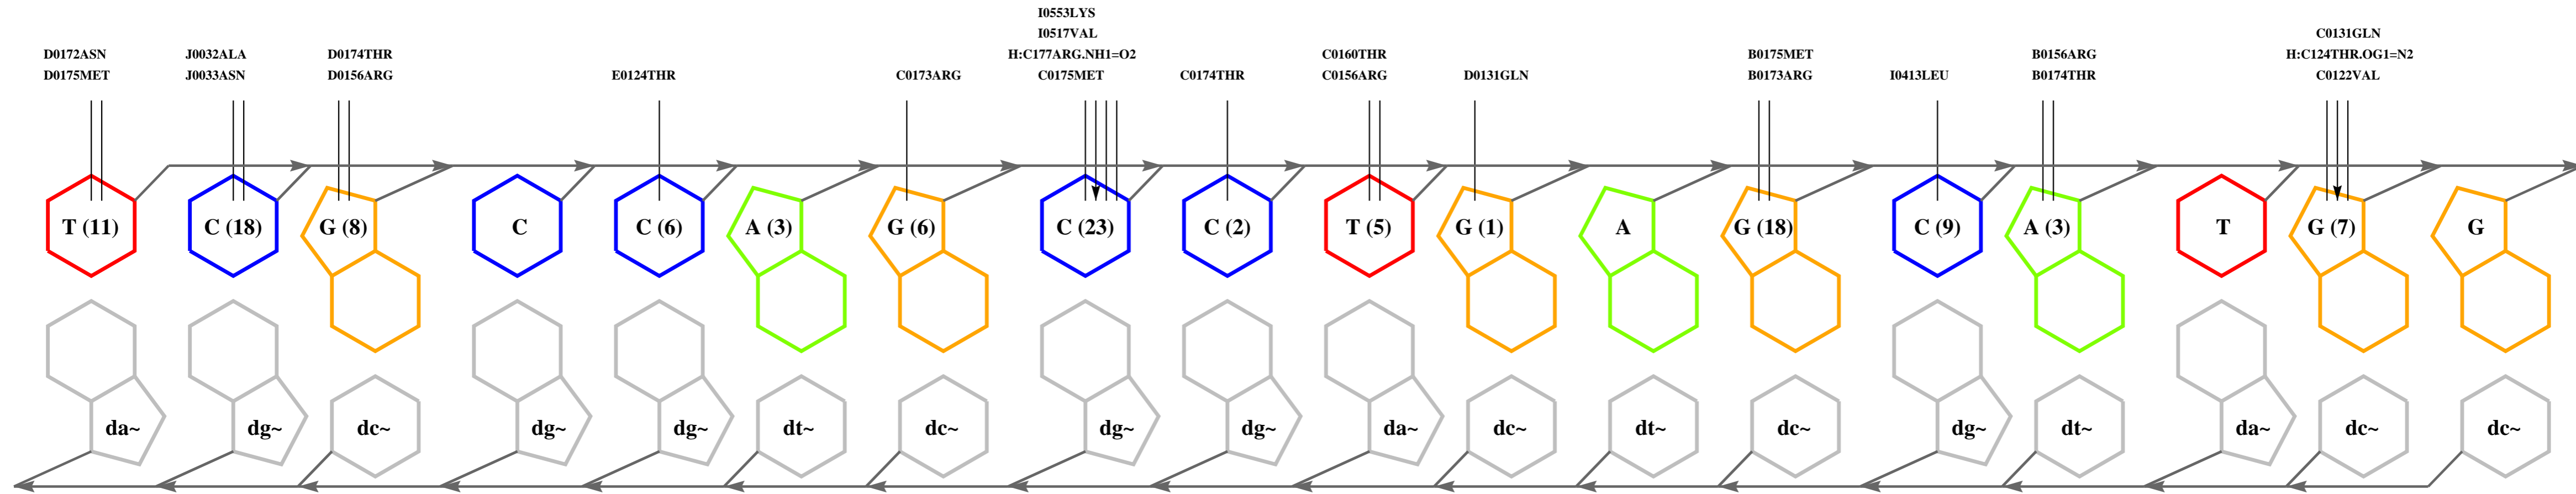 I0553LYS
I0517VAL
C0131GLN
D0172ASN J0032ALA D0174THR H:C177ARG.NH1=O2 C0160THR B0175MET B0156ARG H:C124THR.OG1=N2
D0175MET J0033ASN D0156ARG E0124THR C0173ARG C0175MET C0174THR C0156ARG D0131GLN B0173ARG I0413LEU B0174THR C0122VAL
T (11) C (18) G (8) C C (6) A (3) G (6) C (23) C (2) T (5) G (1) A G (18) C (9) A (3) T G (7) G
da~ dg~ dc~ dg~ dg~ dt~ dc~ dg~ dg~ da~ dc~ dt~ dc~ dg~ dt~ da~ dc~ dc~